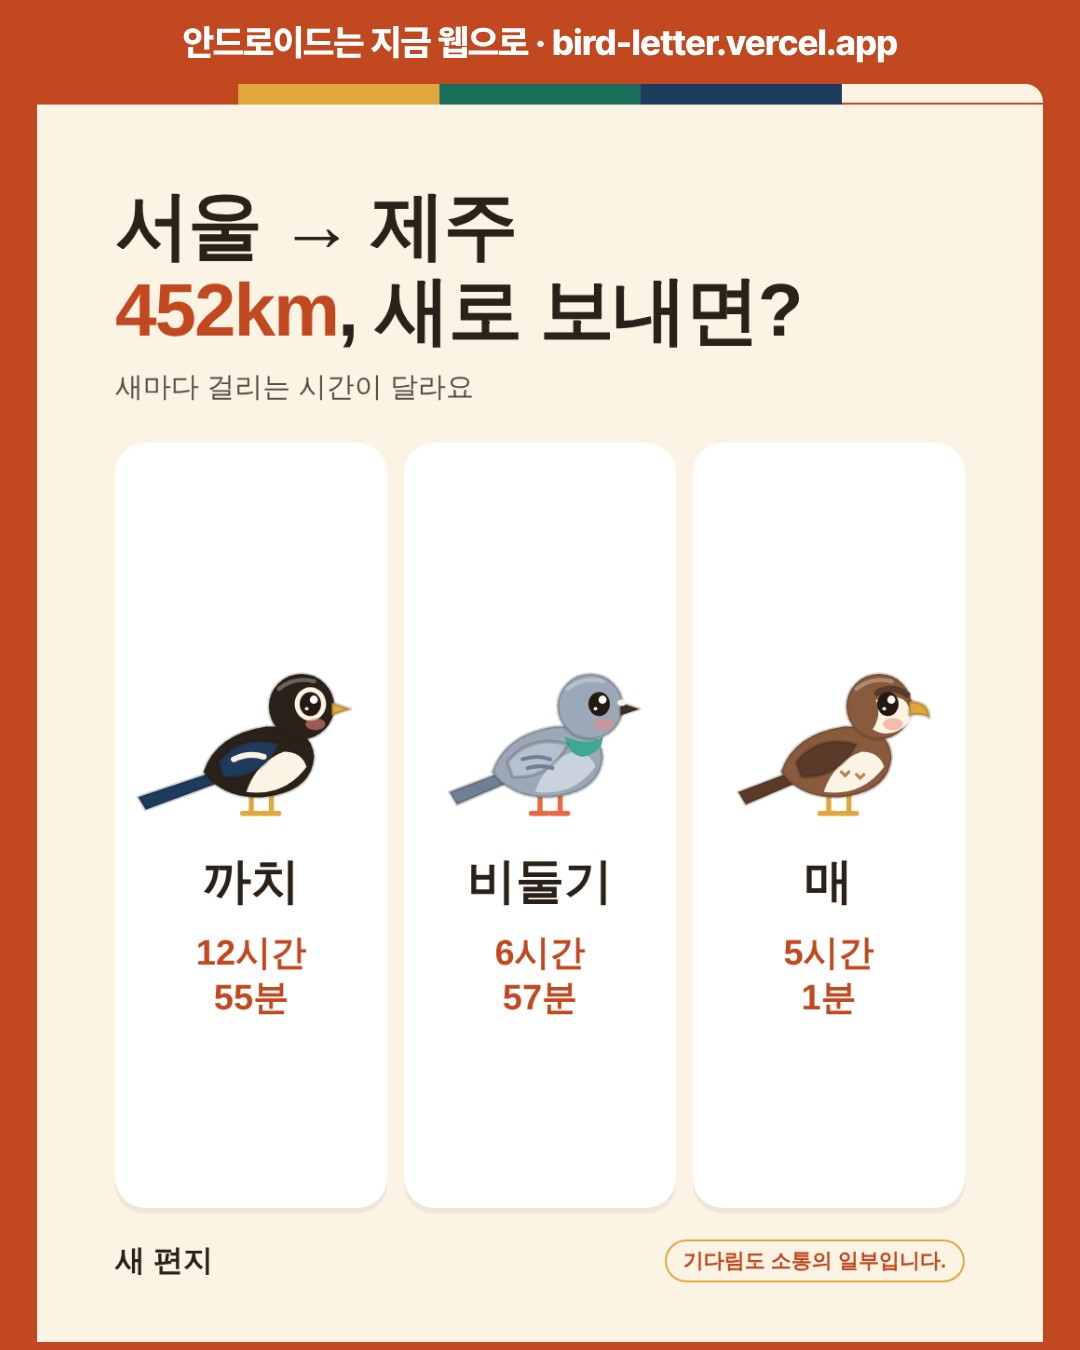 안드로이드는 지금 웹으로 · bird-letter.vercel.app
서울 → 제주
452km, 새로 보내면?
새마다 걸리는 시간이 달라요
까치
12시간
55분
비둘기
6시간
57분
매
5시간
1분
새 편지
기다림도 소통의 일부입니다.